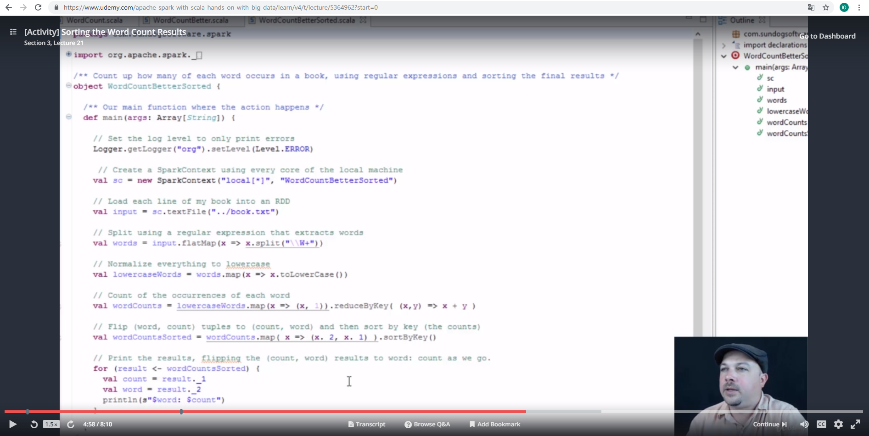 https://www.udemy.com/apache-spark-with-scala-hands-on-with-big-data/learn/v4/t/lecture/5364962?start=0
WordCount.scala
WordCountBetter.scala
WordCountBetterSorted.scala
Outline
[Activity] Sorting the Word Count Results
Section 3, Lecture 21
Go to Dashboard
import org.apache.spark._
/** Count up how many of each word occurs in a book, using regular expressions and sorting the final results */
object WordCountBetterSorted {
/** Our main function where the action happens */
def main(args: Array[String]) {
// Set the log level to only print errors
Logger.getLogger("org").setLevel(Level.ERROR)
// Create a SparkContext using every core of the local machine
val sc = new SparkContext("local[*]", "WordCountBetterSorted")
// Load each line of my book into an RDD
val input = sc.textFile("../book.txt")
// Split using a regular expression that extracts words
val words = input.flatMap(x => x.split("\\W+"))
// Normalize everything to lowercase
val lowercaseWords = words.map(x => x.toLowerCase())
// Count of the occurrences of each word
val wordCounts = lowercaseWords.map(x => (x, 1)).reduceByKey( (x,y) => x + y )
// Flip (word, count) tuples to (count, word) and then sort by key (the counts)
val wordCountsSorted = wordCounts.map( x => (x._2, x._1) ).sortByKey()
// Print the results, flipping the (count, word) results to word: count as we go.
for (result <- wordCountsSorted) {
val count = result._1
val word = result._2
println(s"$word: $count")
com.sundogsoft
import declarations
WordCountBetterSo
main(args: Array
sc
input
words
lowercaseWo
wordCounts
wordCounts
1.5x
4:58 / 8:10
Transcript
Browse Q&A
Add Bookmark
Continue